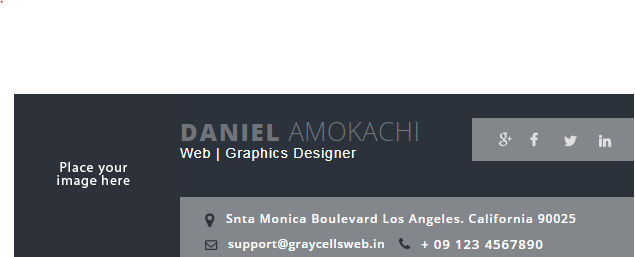 DANIEL AMOKACHI
Web | Graphics Designer
Place your
image here
Snta Monica Boulevard Los Angeles. California 90025
support@graycellsweb.in + 09 123 4567890